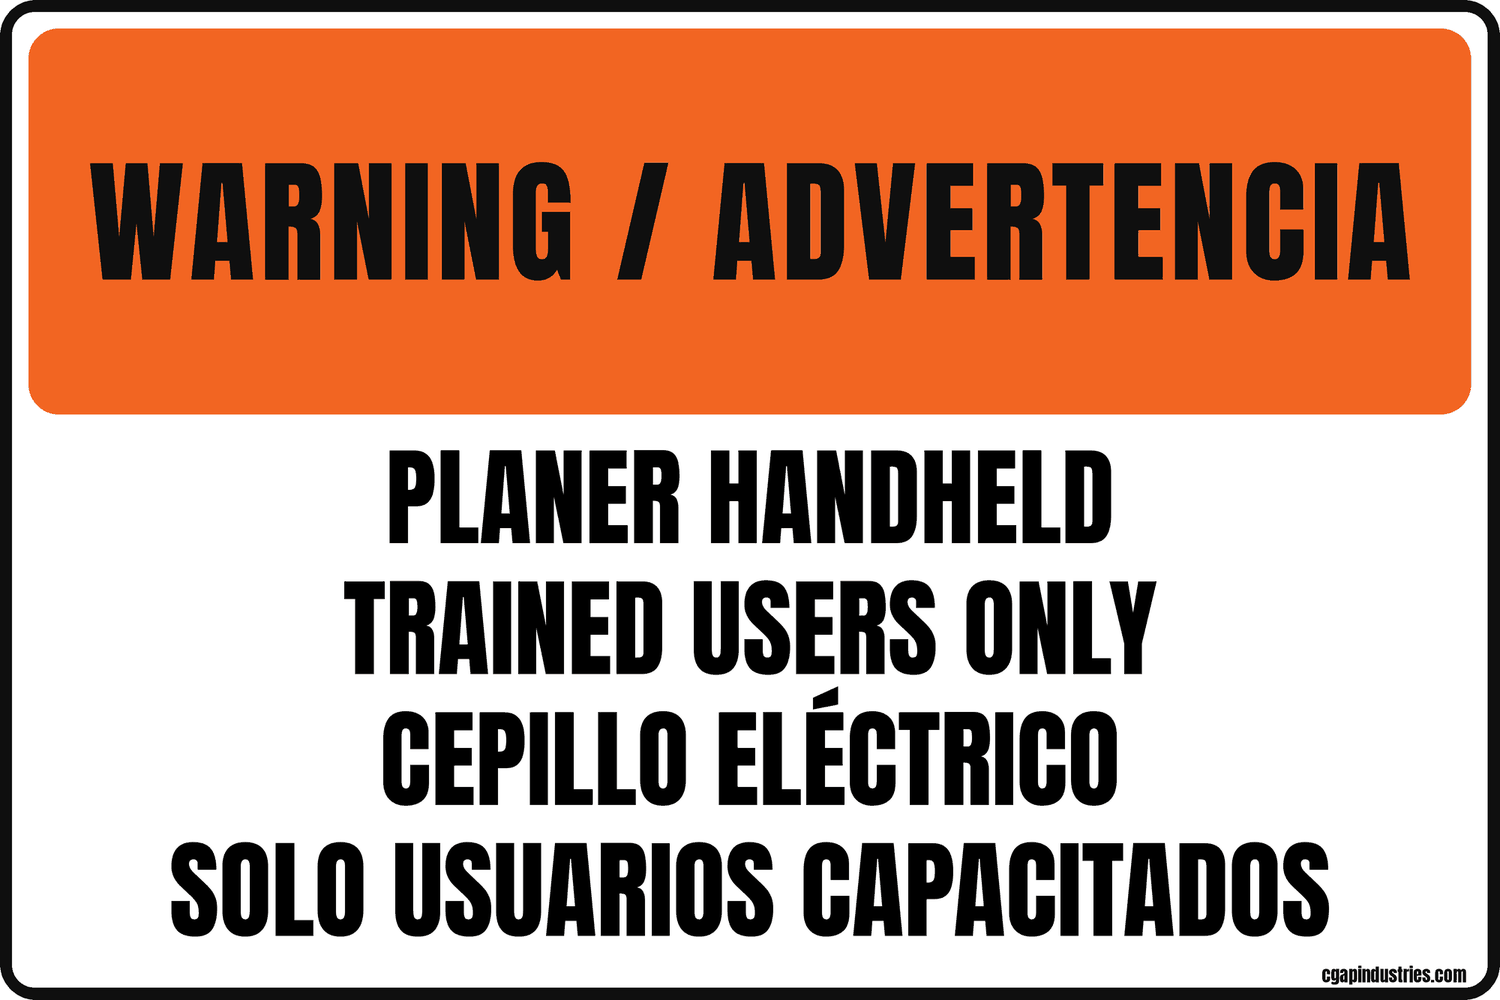 WARNING / ADVERTENCIA
PLANER HANDHELD
TRAINED USERS ONLY
CEPILLO ELÉCTRICO
SOLO USUARIOS CAPACITADOS
cgapindustries.com